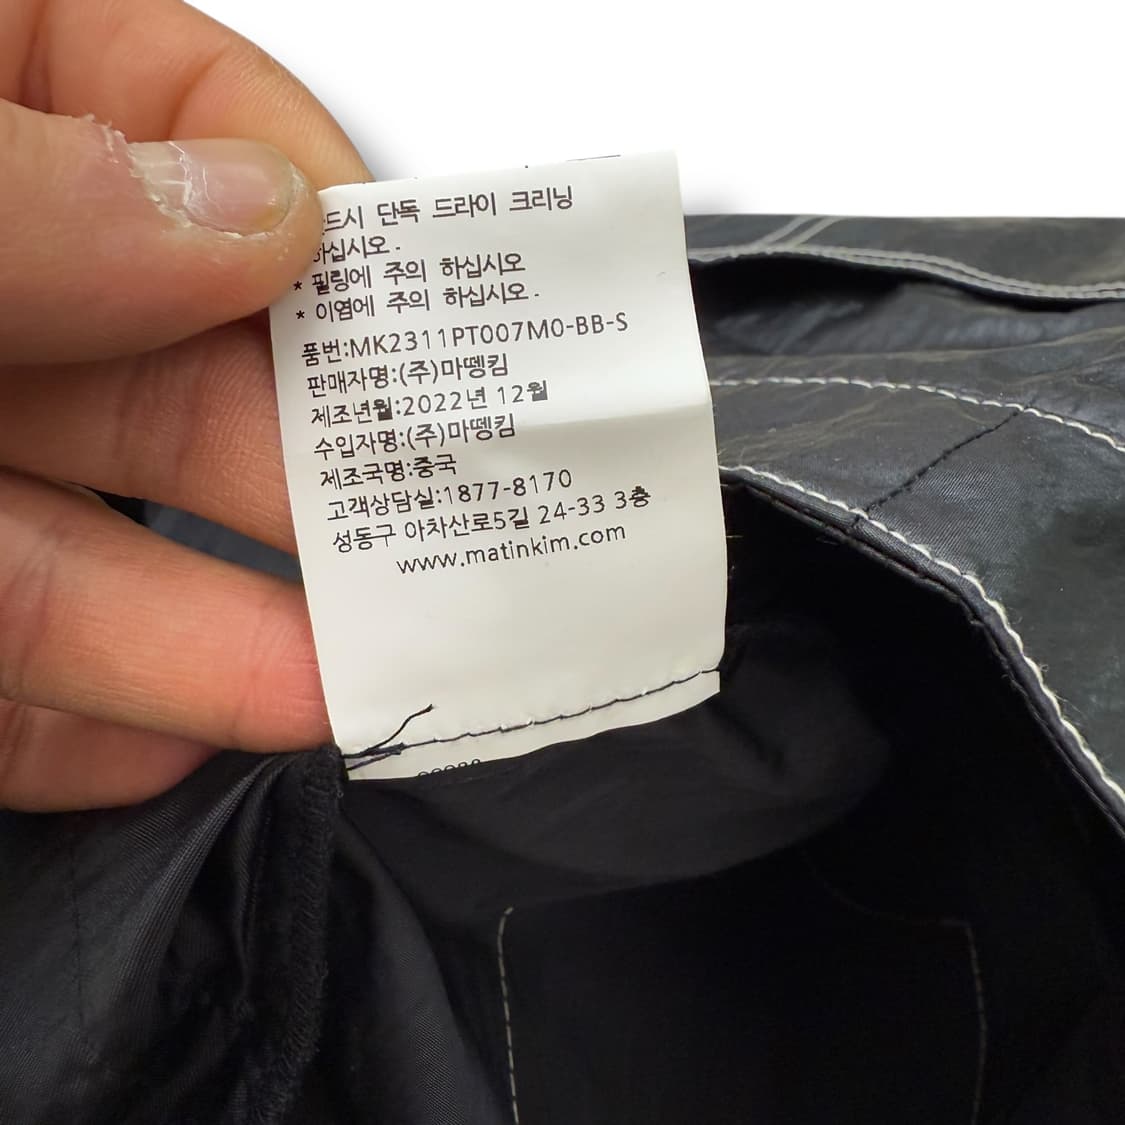 드시 단독 드라이 크리닝
하십시오.
* 필링에 주의 하십시오
* 이염에 주의 하십시오.
품번:MK2311PT007M0-BB-S
판매자명:(주)마뗑킴
제조년월:2022년 12월
수입자명:(주)마뗑킴
제조국명:중국
고객상담실:1877-8170
성동구 아차산로5길 24-33 3층
www.matinkim.com